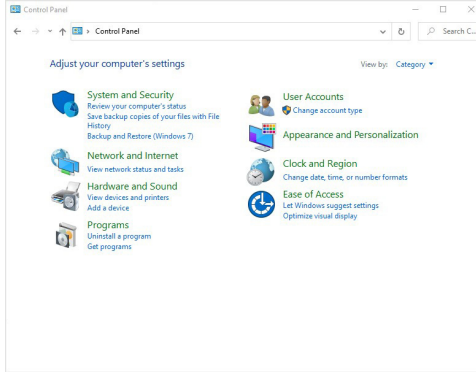 Control Panel
Control Panel
Search C...
Adjust your computer's settings
View by: Category
System and Security
Review your computer's status
Save backup copies of your files with File
History
Backup and Restore (Windows 7)
Network and Internet
View network status and tasks
Hardware and Sound
View devices and printers
Add a device
Programs
Uninstall a program
Get programs
User Accounts
Change account type
Appearance and Personalization
Clock and Region
Change date, time, or number formats
Ease of Access
Let Windows suggest settings
Optimize visual display